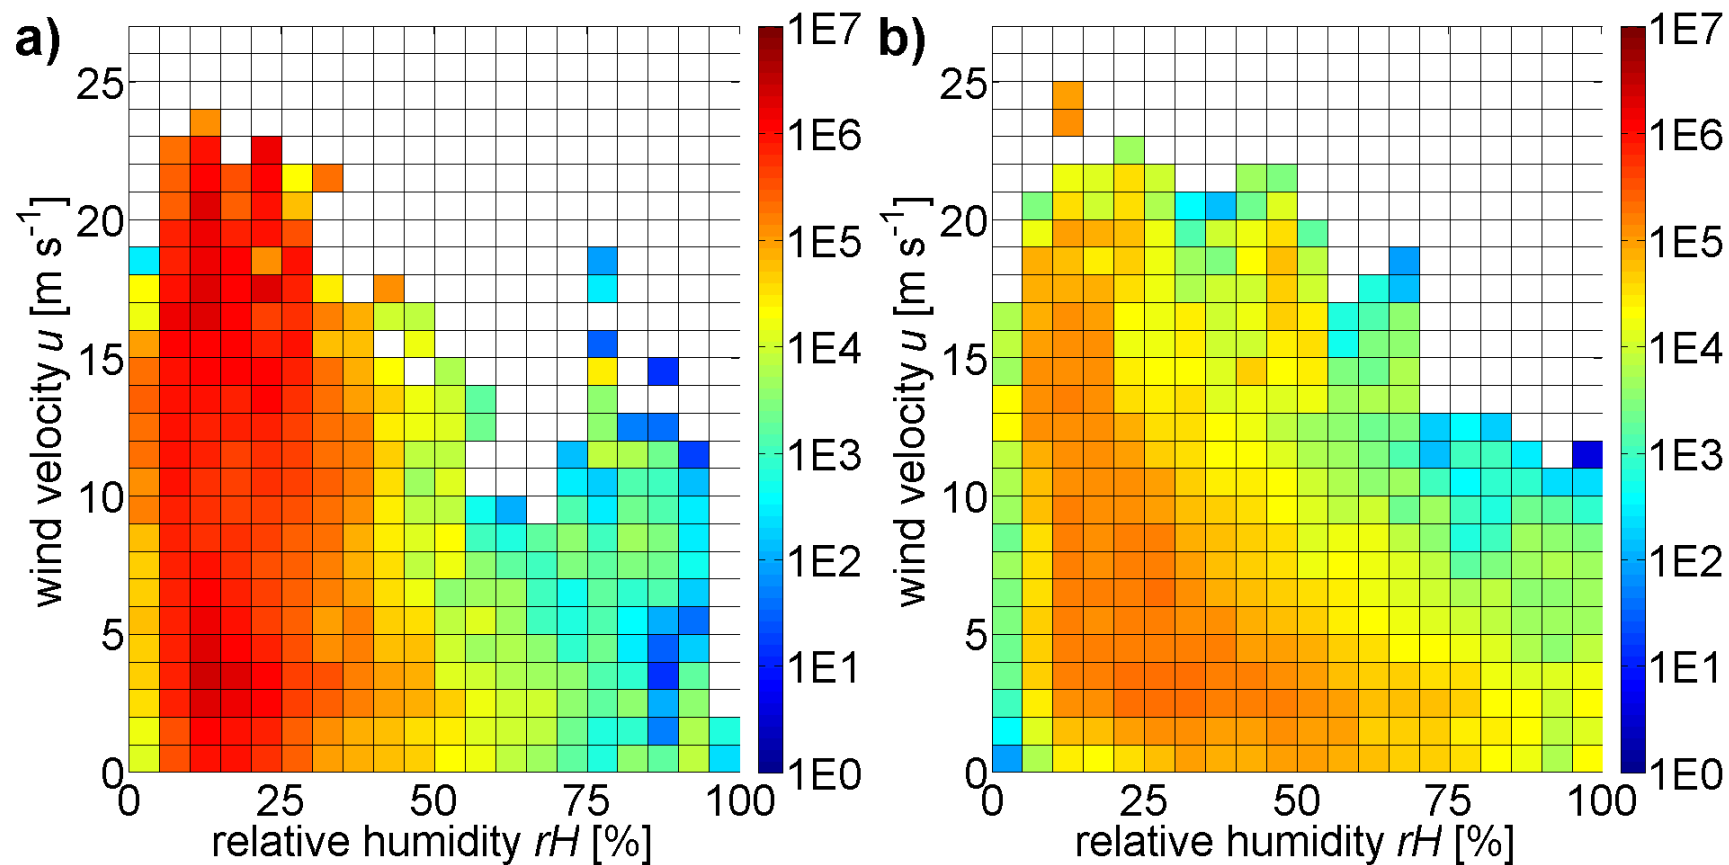 a)
wind velocity u [m s-1]
25
20
15
10
5
0
0 25 50 75 100
relative humidity rH [%]
1E7
1E6
1E5
1E4
1E3
1E2
1E1
1E0
b)
wind velocity u [m s-1]
25
20
15
10
5
0
0 25 50 75 100
relative humidity rH [%]
1E7
1E6
1E5
1E4
1E3
1E2
1E1
1E0